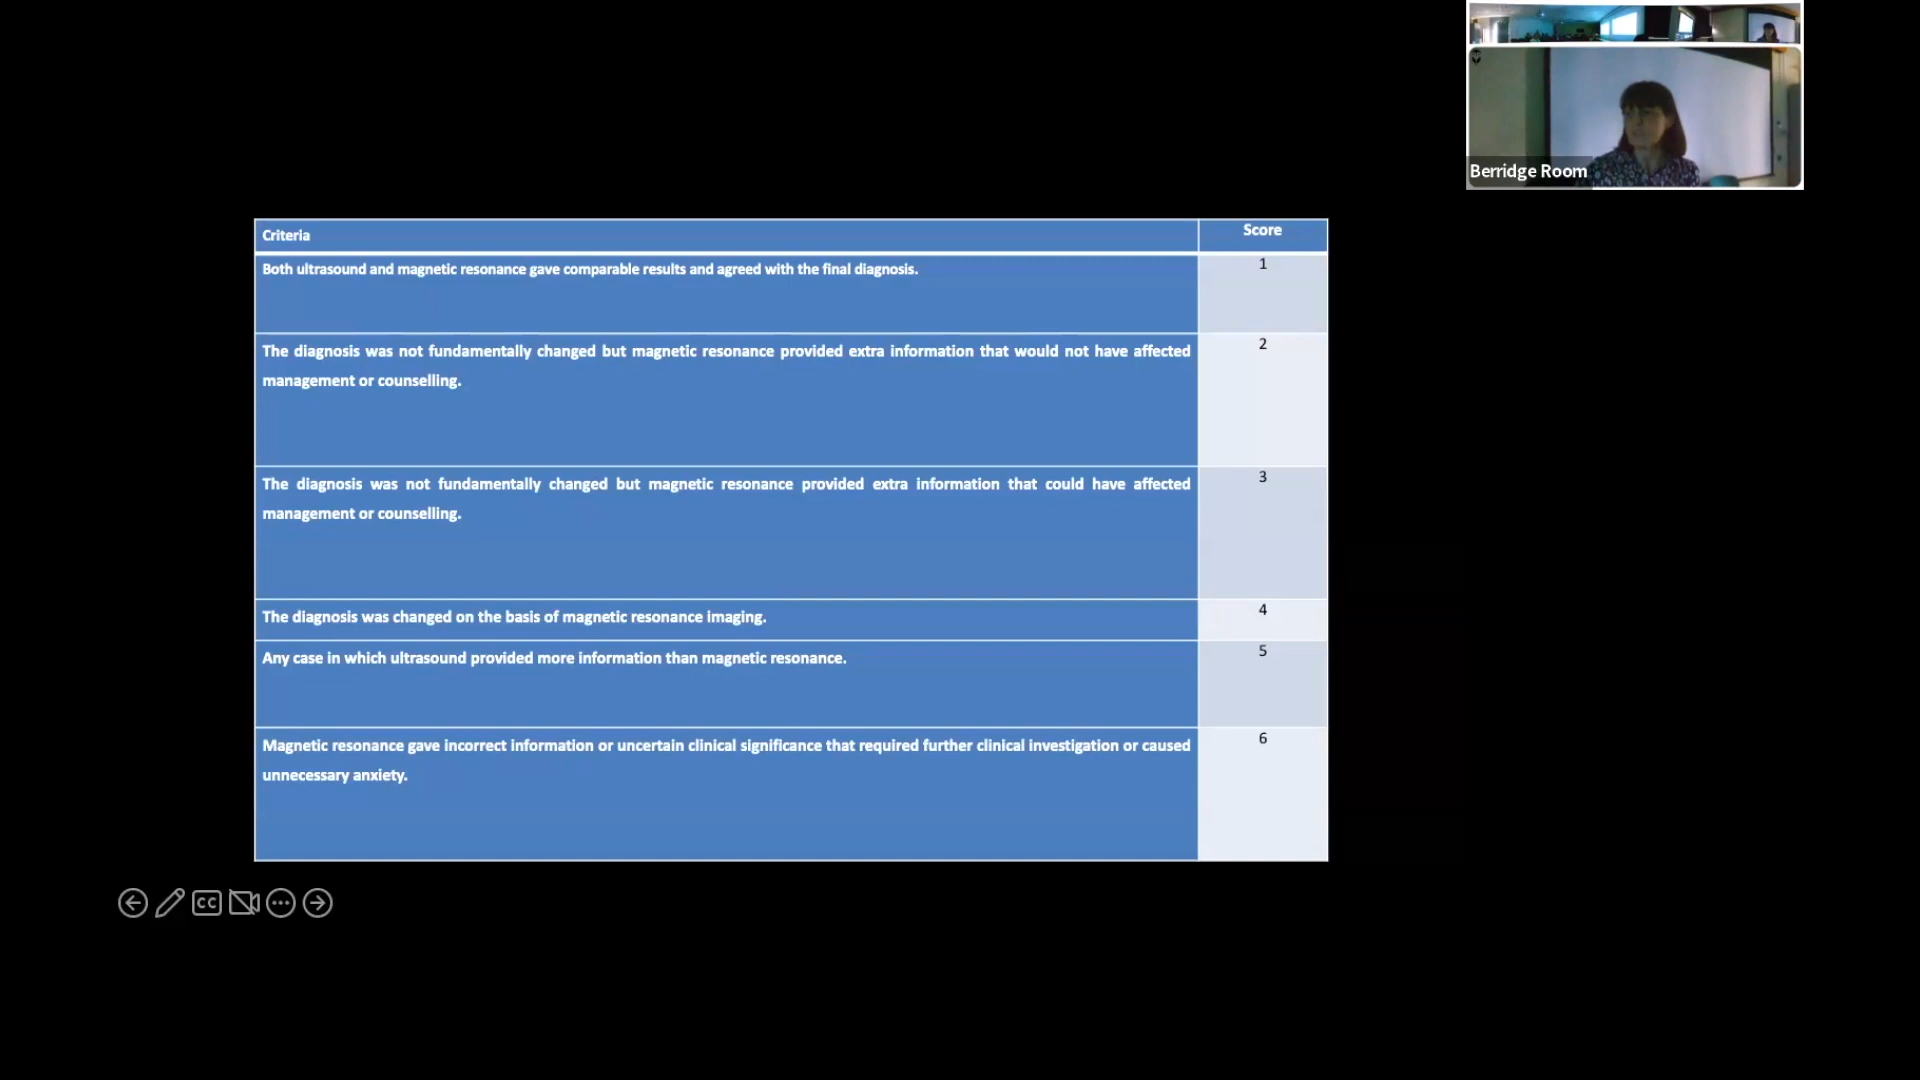 Berridge Room
Criteria
Score
Both ultrasound and magnetic resonance gave comparable results and agreed with the final diagnosis.
1
The diagnosis was not fundamentally changed but magnetic resonance provided extra information that would not have affected
management or counselling.
2
The diagnosis was not fundamentally changed but magnetic resonance provided extra information that could have affected
management or counselling.
3
The diagnosis was changed on the basis of magnetic resonance imaging.
4
Any case in which ultrasound provided more information than magnetic resonance.
5
Magnetic resonance gave incorrect information or uncertain clinical significance that required further clinical investigation or caused
unnecessary anxiety.
6
CC